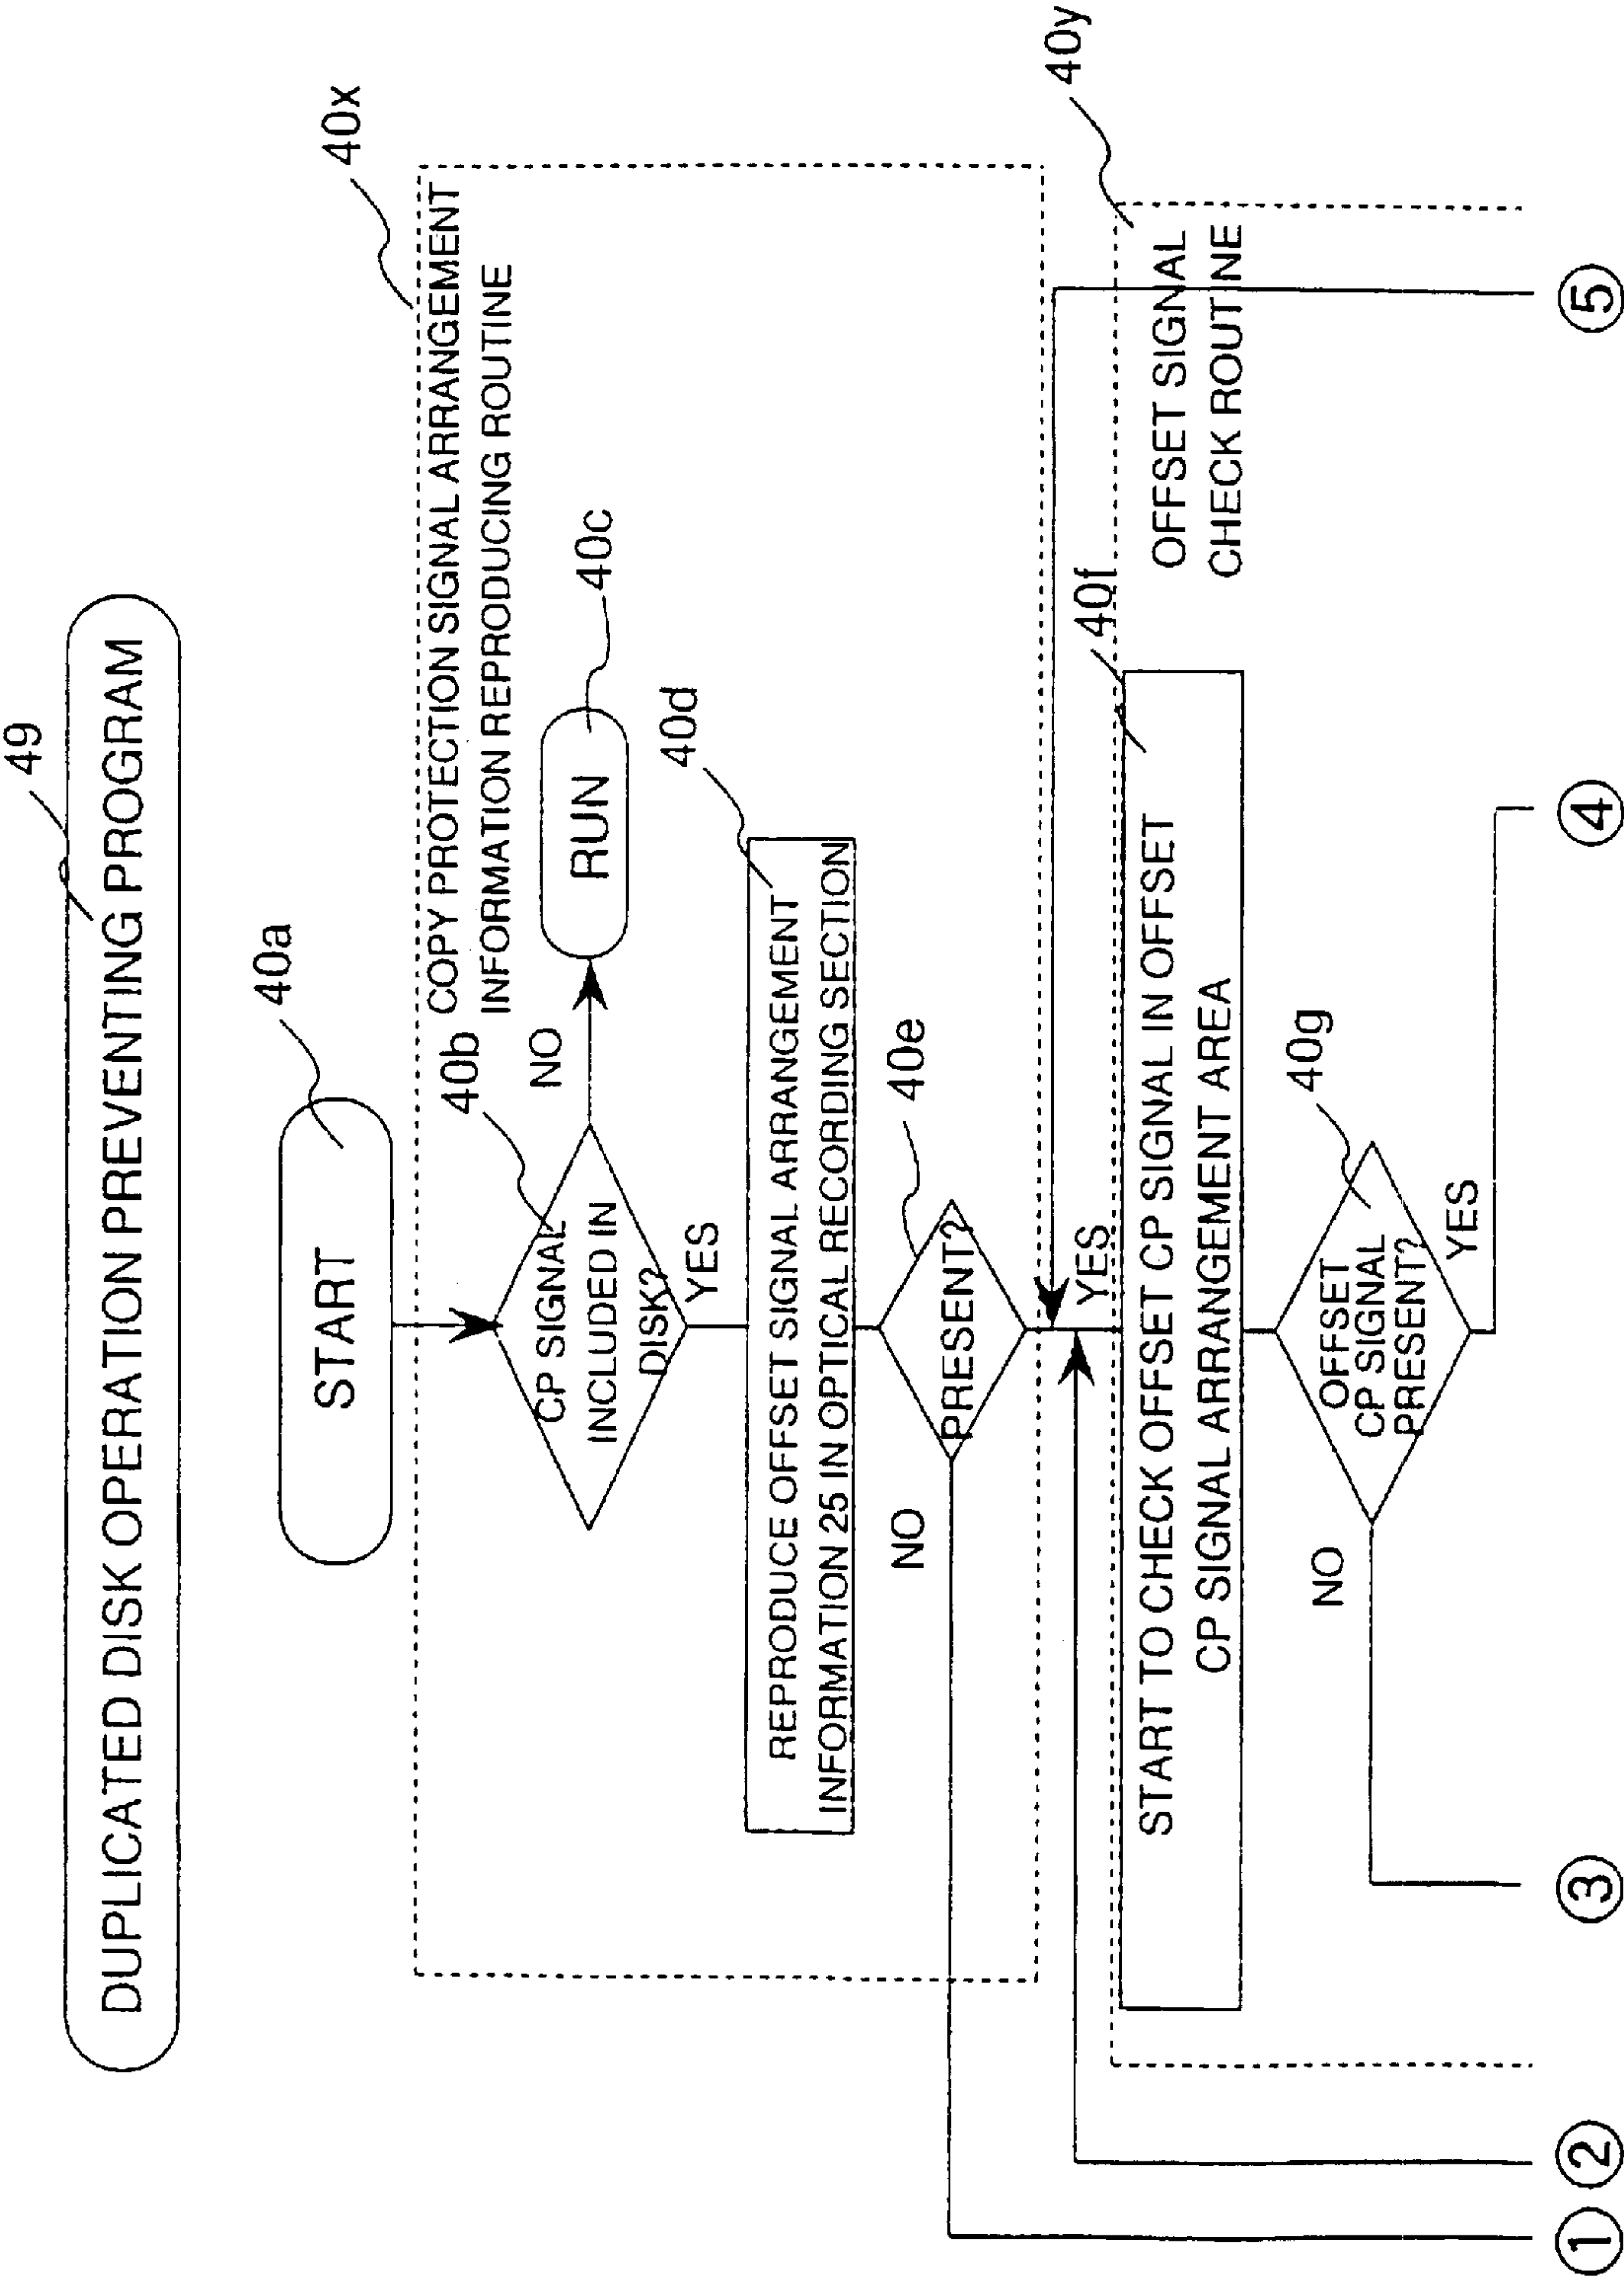 49
DUPLICATED DISK OPERATION PREVENTING PROGRAM
40a
START
40x
COPY PROTECTION SIGNAL ARRANGEMENT
INFORMATION REPRODUCING ROUTINE
40b
CP SIGNAL
INCLUDED IN
DISK?
NO
40c
RUN
YES
40d
REPRODUCE OFFSET SIGNAL ARRANGEMENT
INFORMATION 25 IN OPTICAL RECORDING SECTION
40e
PRESENT?
NO
YES
40y
OFFSET SIGNAL
CHECK ROUTINE
40f
START TO CHECK OFFSET CP SIGNAL IN OFFSET
CP SIGNAL ARRANGEMENT AREA
40g
OFFSET
CP SIGNAL
PRESENT?
NO
YES
① ② ③ ④ ⑤